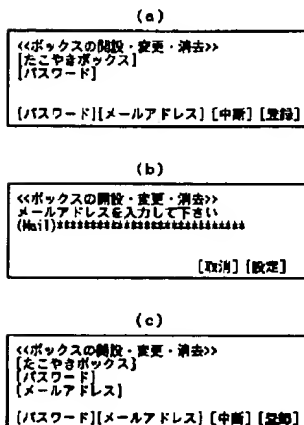 (a)
<<ボックスの開設・変更・消去>>
[たこやきボックス]
[パスワード]
[パスワード][メールアドレス][中断][登録]
(b)
<<ボックスの開設・変更・消去>>
メールアドレスを入力して下さい
(Mail)****************************
[取消][設定]
(c)
<<ボックスの開設・変更・消去>>
[たこやきボックス]
[パスワード]
[メールアドレス]
[パスワード][メールアドレス][中断][登録]